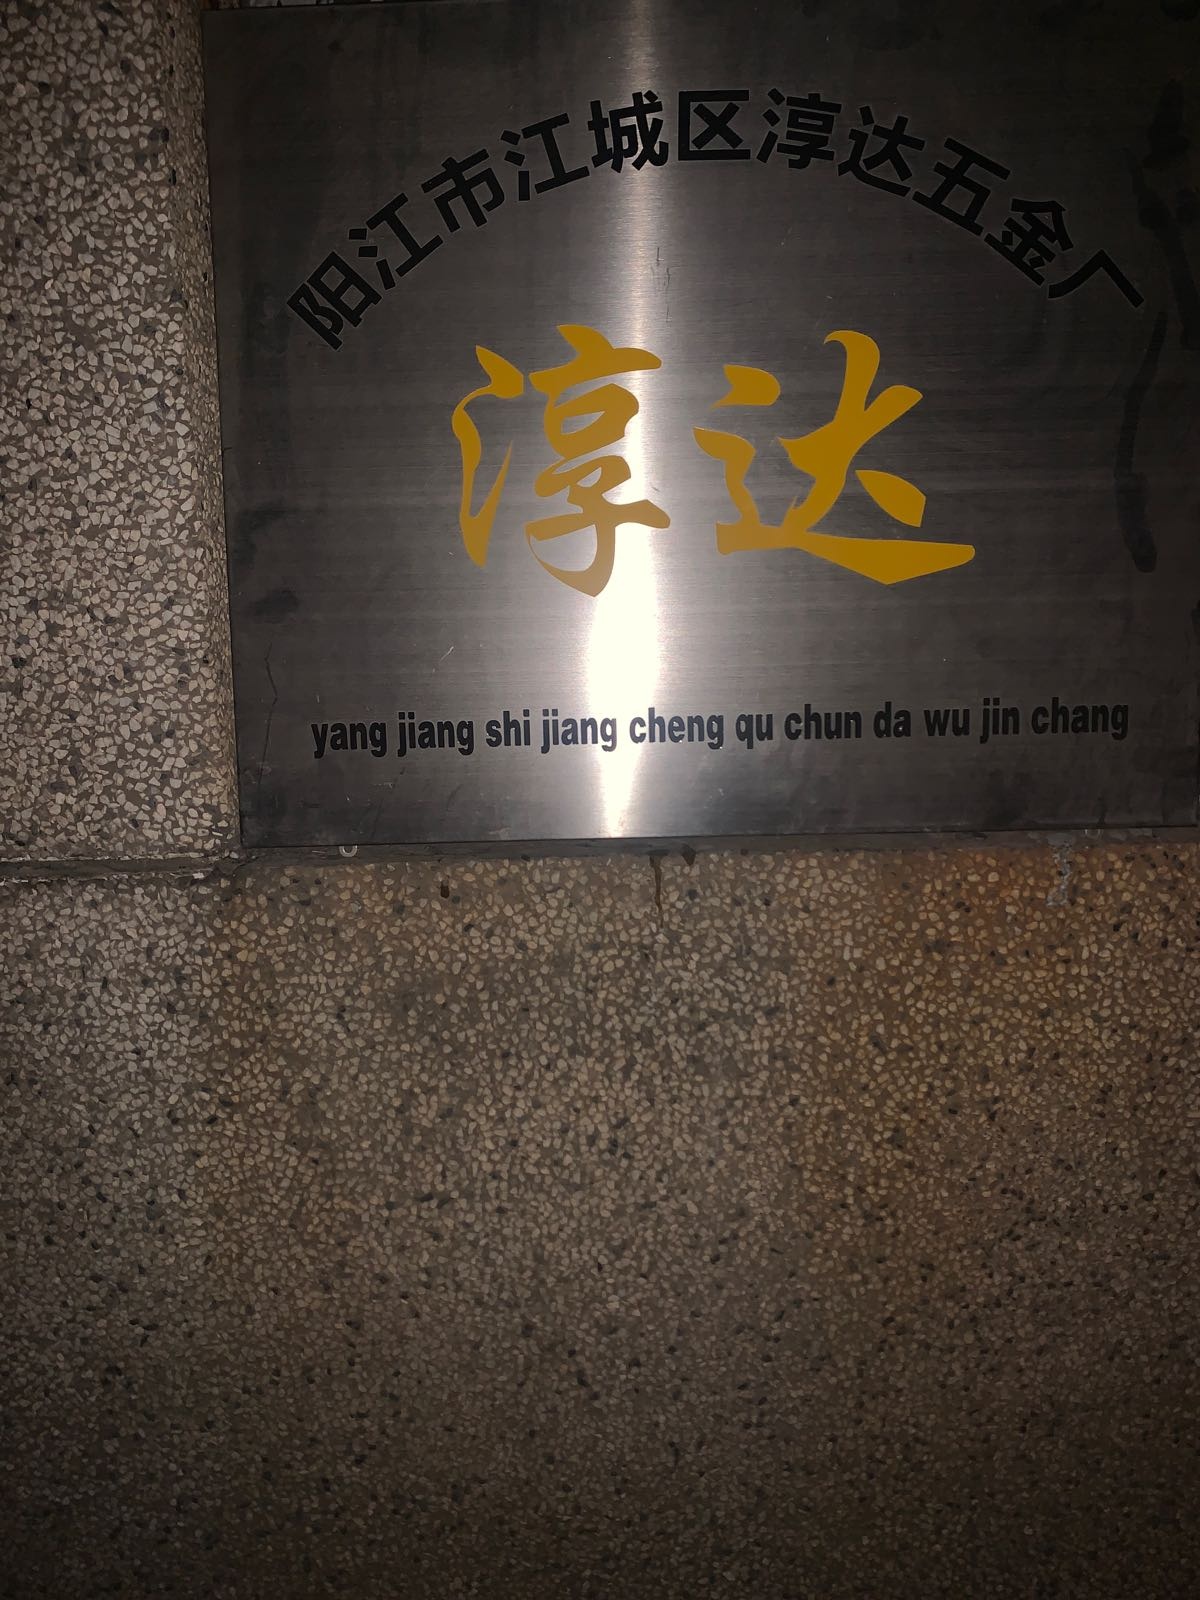 阳江市江城区淳达五金厂
淳达
yang jiang shi jiang cheng qu chun da wu jin chang